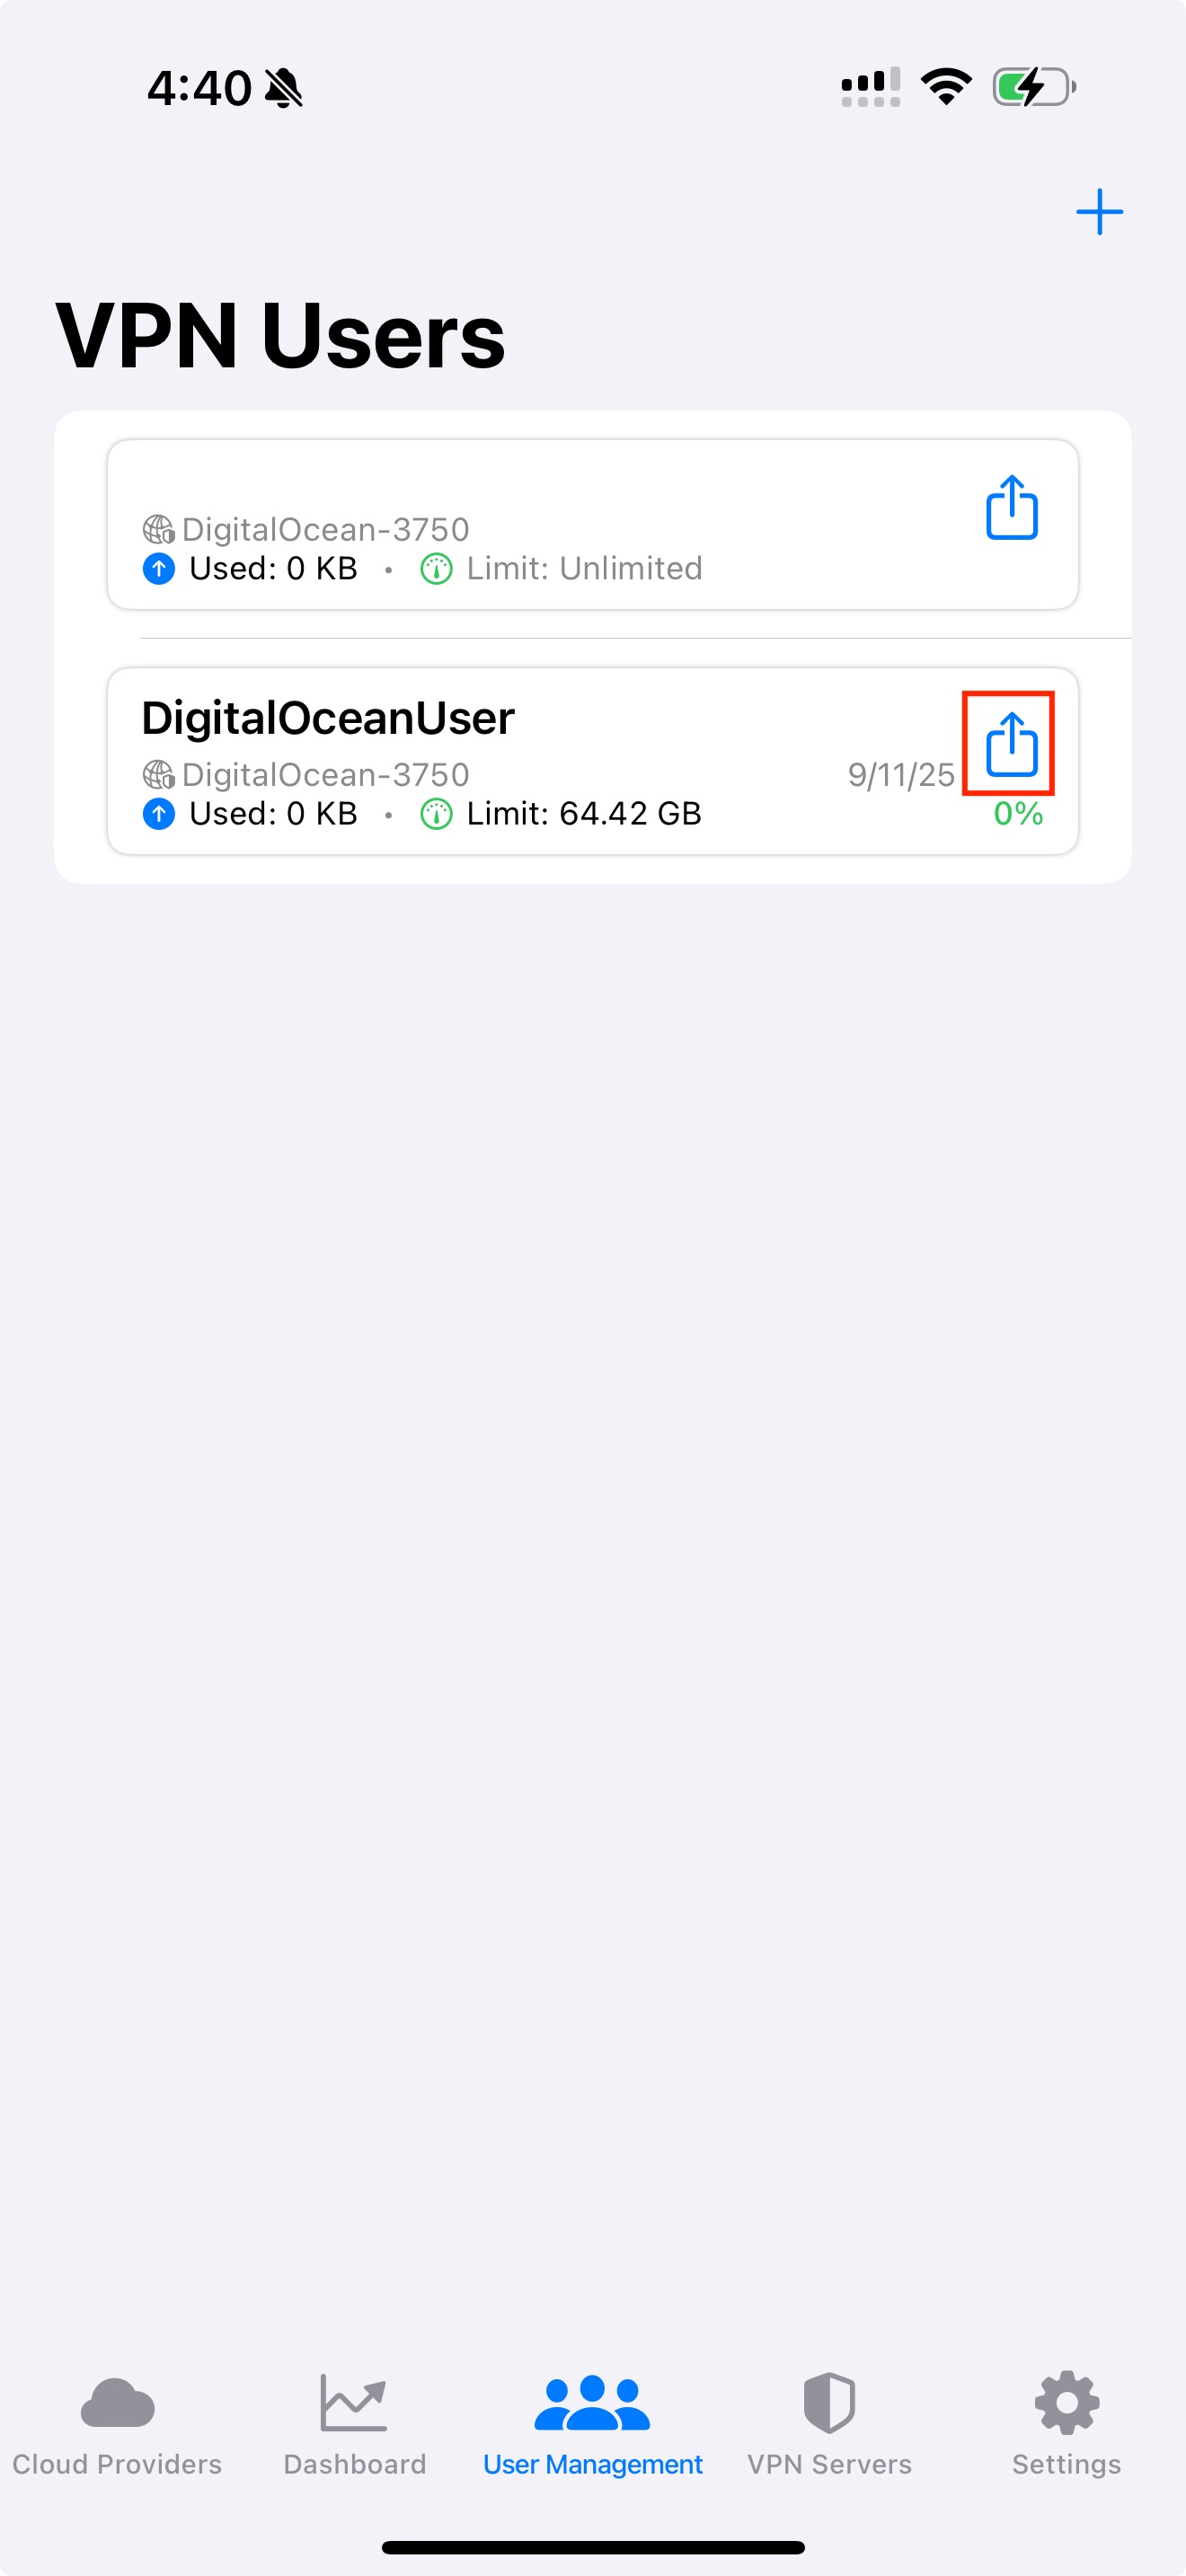 4:40
VPN Users
DigitalOcean-3750
Used: 0 KB • Limit: Unlimited
DigitalOceanUser
DigitalOcean-3750 9/11/25
Used: 0 KB • Limit: 64.42 GB 0%
Cloud Providers Dashboard User Management VPN Servers Settings